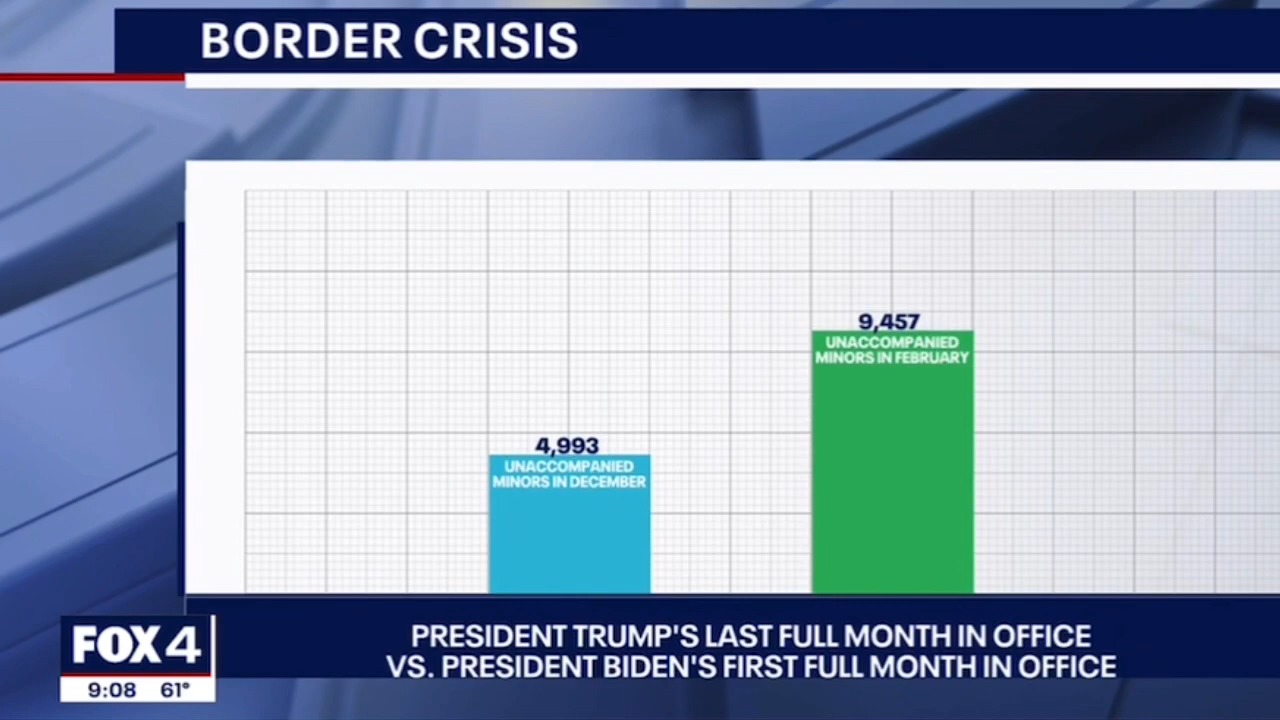 BORDER CRISIS
9,457
UNACCOMPANIED
MINORS IN FEBRUARY
4,993
UNACCOMPANIED
MINORS IN DECEMBER
PRESIDENT TRUMP'S LAST FULL MONTH IN OFFICE
VS. PRESIDENT BIDEN'S FIRST FULL MONTH IN OFFICE
FOX 4
9:08 61°